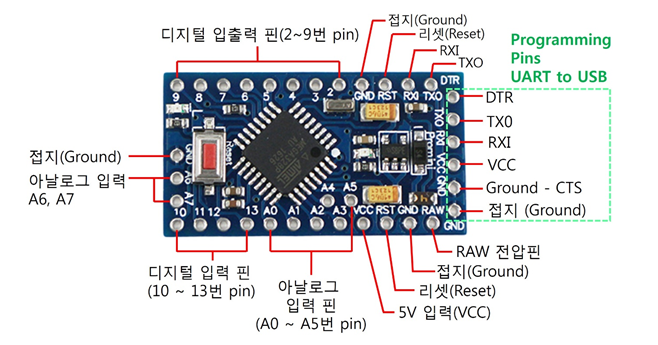 접지(Ground)
디지털 입출력 핀(2~9번 pin)
리셋(Reset)
RXI
TXO
Programming
Pins
UART to USB
DTR
9 8 7 6 5 4 3 2 GND RST RXI TXO
DTR
TXO
TX0
RXI
RXI
VCC
VCC
GND
Ground - CTS
접지 (Ground)
GND
L
Reset
접지(Ground)
GND
아날로그 입력
A6, A7
A6
A7
A4 A5
10 11 12 13 A0 A1 A2 A3 VCC RST GND RAW
RAW 전압핀
디지털 입력 핀
(10 ~ 13번 pin)
아날로그
입력 핀
(A0 ~ A5번 pin)
접지(Ground)
리셋(Reset)
5V 입력(VCC)